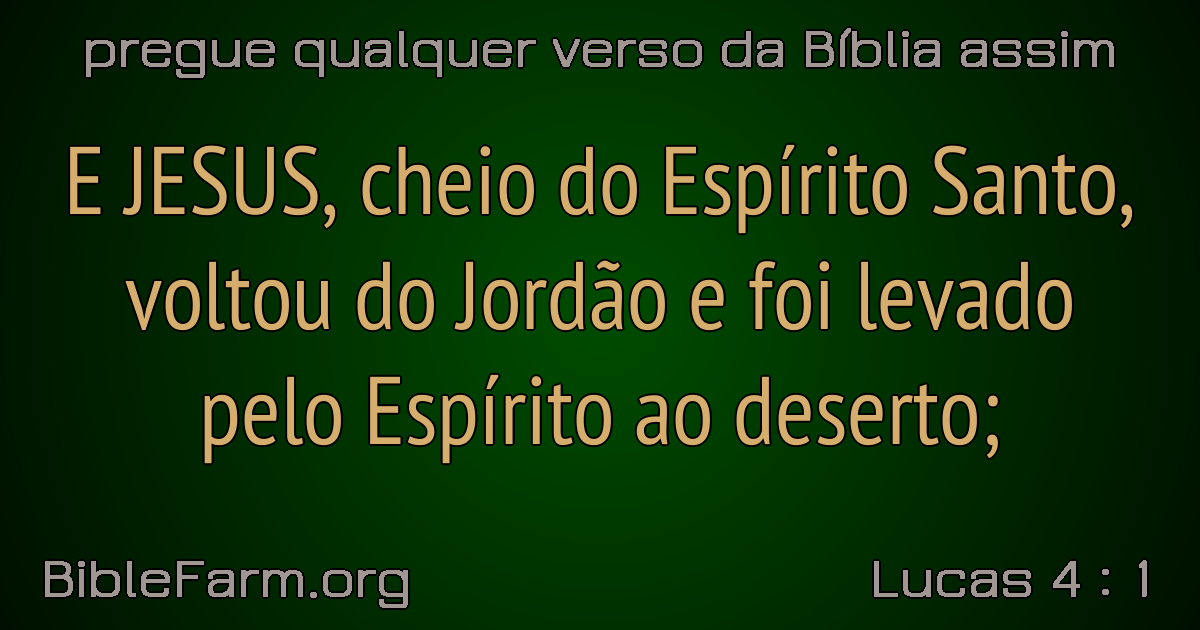 pregue qualquer verso da Bíblia assim
E JESUS, cheio do Espírito Santo,
voltou do Jordão e foi levado
pelo Espírito ao deserto;
BibleFarm.org
Lucas 4 : 1